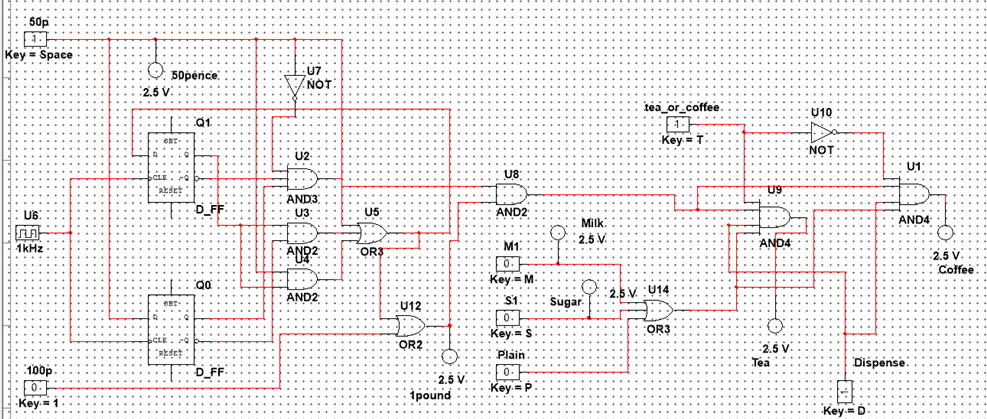 50p
1
Key = Space
50pence
2.5 V
U7
NOT
Q1
SET
D
Q
CLK
~Q
RESET
D_FF
U6
1kHz
U2
AND3
U3
AND2
U4
AND2
U5
OR3
Q0
SET
D
Q
CLK
~Q
RESET
D_FF
100p
0
Key = 1
U12
OR2
2.5 V
1pound
U8
AND2
Milk
2.5 V
M1
0
Key = M
Sugar
2.5 V
S1
0
Key = S
U14
OR3
Plain
0
Key = P
tea_or_coffee
1
Key = T
U10
NOT
U9
AND4
U1
AND4
2.5 V
Coffee
2.5 V
Tea
Dispense
Key = D